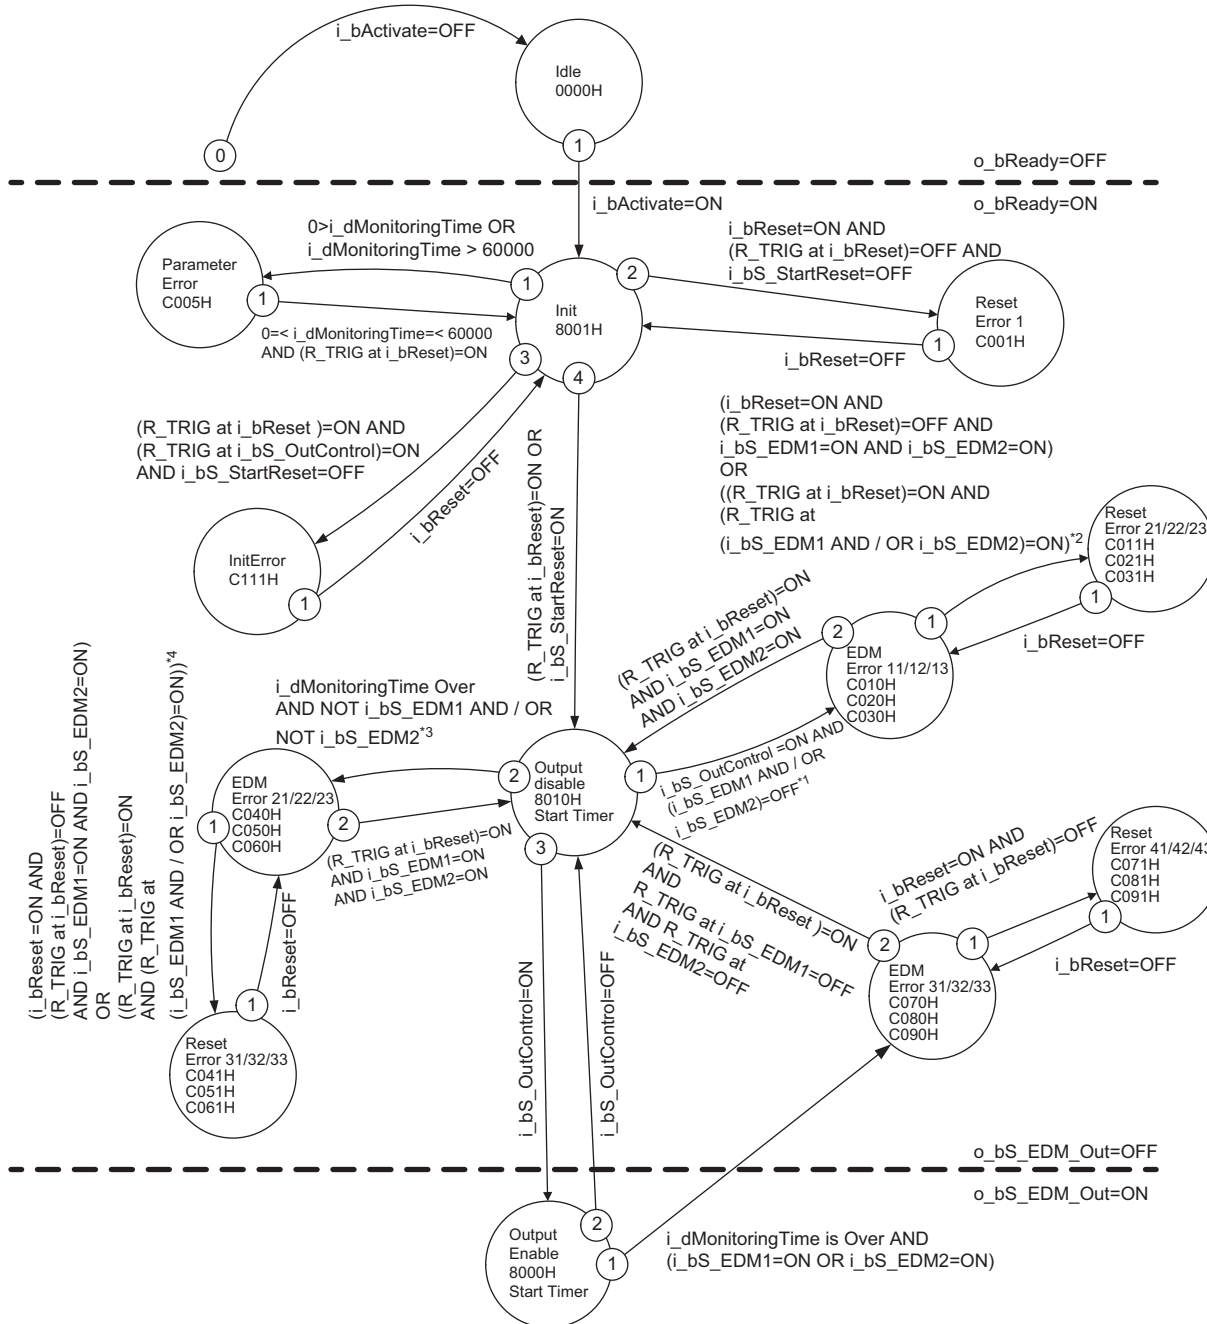 i_bActivate=OFF
Idle
0000H
1
0
o_bReady=OFF
i_bActivate=ON
o_bReady=ON
0>i_dMonitoringTime OR
i_dMonitoringTime > 60000
i_bReset=ON AND
(R_TRIG at i_bReset)=OFF AND
i_bS_StartReset=OFF
Parameter
Error
C005H
1
1
2
Init
8001H
3
4
Reset
Error 1
C001H
1
0=< i_dMonitoringTime=< 60000
AND (R_TRIG at i_bReset)=ON
i_bReset=OFF
(R_TRIG at i_bReset )=ON AND
(R_TRIG at i_bS_OutControl)=ON
AND i_bS_StartReset=OFF
i_bReset=OFF
(R_TRIG at i_bReset)=ON OR
i_bS_StartReset=ON
(i_bReset=ON AND
(R_TRIG at i_bReset)=OFF AND
i_bS_EDM1=ON AND i_bS_EDM2=ON)
OR
((R_TRIG at i_bReset)=ON AND
(R_TRIG at
(i_bS_EDM1 AND / OR i_bS_EDM2)=ON)*2
InitError
C111H
1
Reset
Error 21/22/23
C011H
C021H
C031H
1
i_bReset=OFF
2
1
EDM
Error 11/12/13
C010H
C020H
C030H
(R_TRIG at i_bReset)=ON
AND i_bS_EDM1=ON
AND i_bS_EDM2=ON
i_dMonitoringTime Over
AND NOT i_bS_EDM1 AND / OR
NOT i_bS_EDM2*3
2
Output
disable
8010H
Start Timer
1
3
i_bS_OutControl =ON AND
(i_bS_EDM1 AND / OR
i_bS_EDM2)=OFF*1
EDM
Error 21/22/23
C040H
C050H
C060H
1
2
(R_TRIG at i_bReset)=ON
AND i_bS_EDM1=ON
AND i_bS_EDM2=ON
(i_bReset =ON AND
(R_TRIG at i_bReset)=OFF
AND i_bS_EDM1=ON AND i_bS_EDM2=ON)
OR
((R_TRIG at i_bReset)=ON
AND (R_TRIG at
(i_bS_EDM1 AND / OR i_bS_EDM2)=ON))*4
i_bReset=OFF
1
Reset
Error 31/32/33
C041H
C051H
C061H
i_bS_OutControl=ON
i_bS_OutControl=OFF
(R_TRIG at i_bReset )=ON
AND
R_TRIG at i_bS_EDM1=OFF
AND R_TRIG at
i_bS_EDM2=OFF
i_bReset=ON AND
(R_TRIG at i_bReset)=OFF
Reset
Error 41/42/43
C071H
C081H
C091H
1
i_bReset=OFF
2
1
EDM
Error 31/32/33
C070H
C080H
C090H
o_bS_EDM_Out=OFF
o_bS_EDM_Out=ON
Output
Enable
8000H
Start Timer
2
1
i_dMonitoringTime is Over AND
(i_bS_EDM1=ON OR i_bS_EDM2=ON)